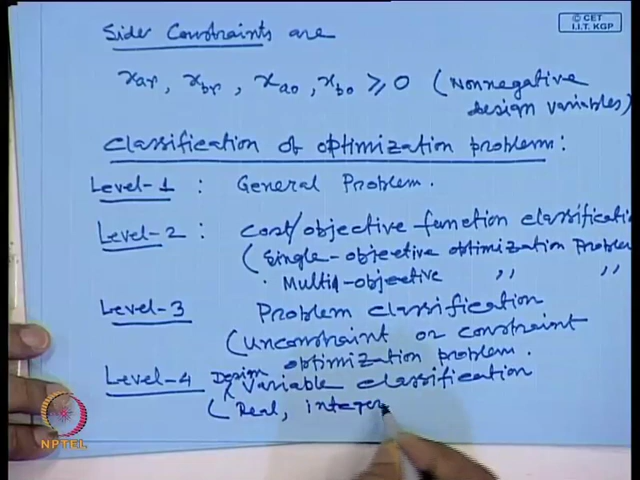 © CET
I.I.T. KGP
Sider Constraints are
xar, xbr, xao, xbo ≥ 0 (Nonnegative
design variables)
Classification of optimization problem:
Level-1 : General Problem.
Level-2 : Cost/objective function classificati
(Single-objective optimization Proble
Multi-objective ,, ,,
Level-3 Problem classification
(Unconstraint or constraint
optimization problem.
Level-4 Design Variable classification
(Real, integer
NPTEL